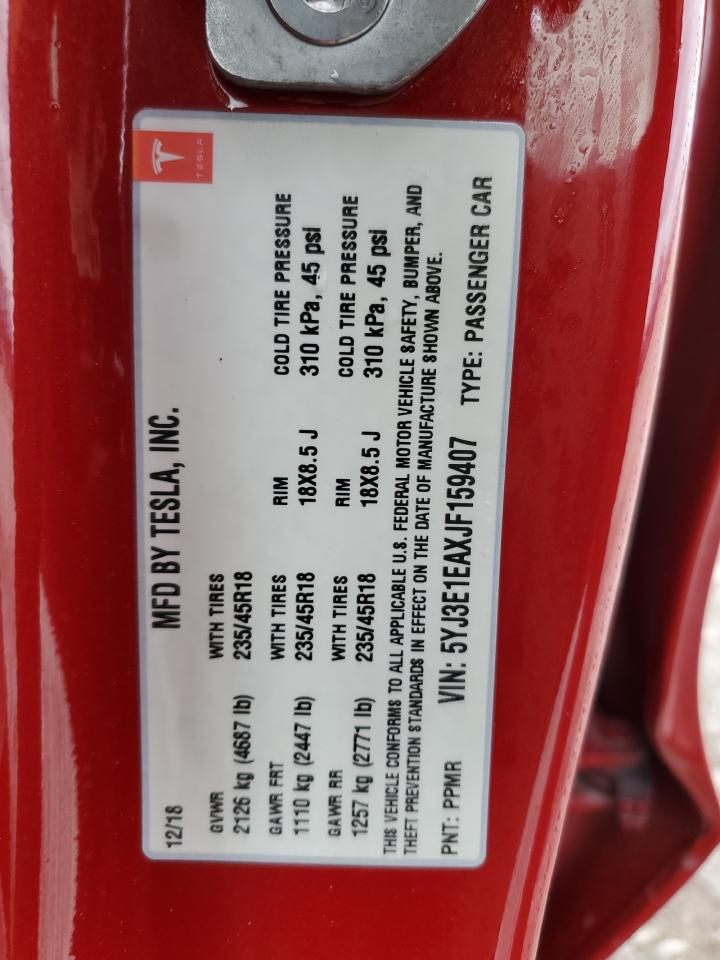 TESLA
MFD BY TESLA, INC.
12/18
GVWR WITH TIRES
2126 kg (4687 lb) 235/45R18
GAWR FRT WITH TIRES RIM COLD TIRE PRESSURE
1110 kg (2447 lb) 235/45R18 18X8.5 J 310 kPa, 45 psi
GAWR RR WITH TIRES RIM COLD TIRE PRESSURE
1257 kg (2771 lb) 235/45R18 18X8.5 J 310 kPa, 45 psi
THIS VEHICLE CONFORMS TO ALL APPLICABLE U.S. FEDERAL MOTOR VEHICLE SAFETY, BUMPER, AND
THEFT PREVENTION STANDARDS IN EFFECT ON THE DATE OF MANUFACTURE SHOWN ABOVE.
PNT: PPMR VIN: 5YJ3E1EAXJF159407 TYPE: PASSENGER CAR